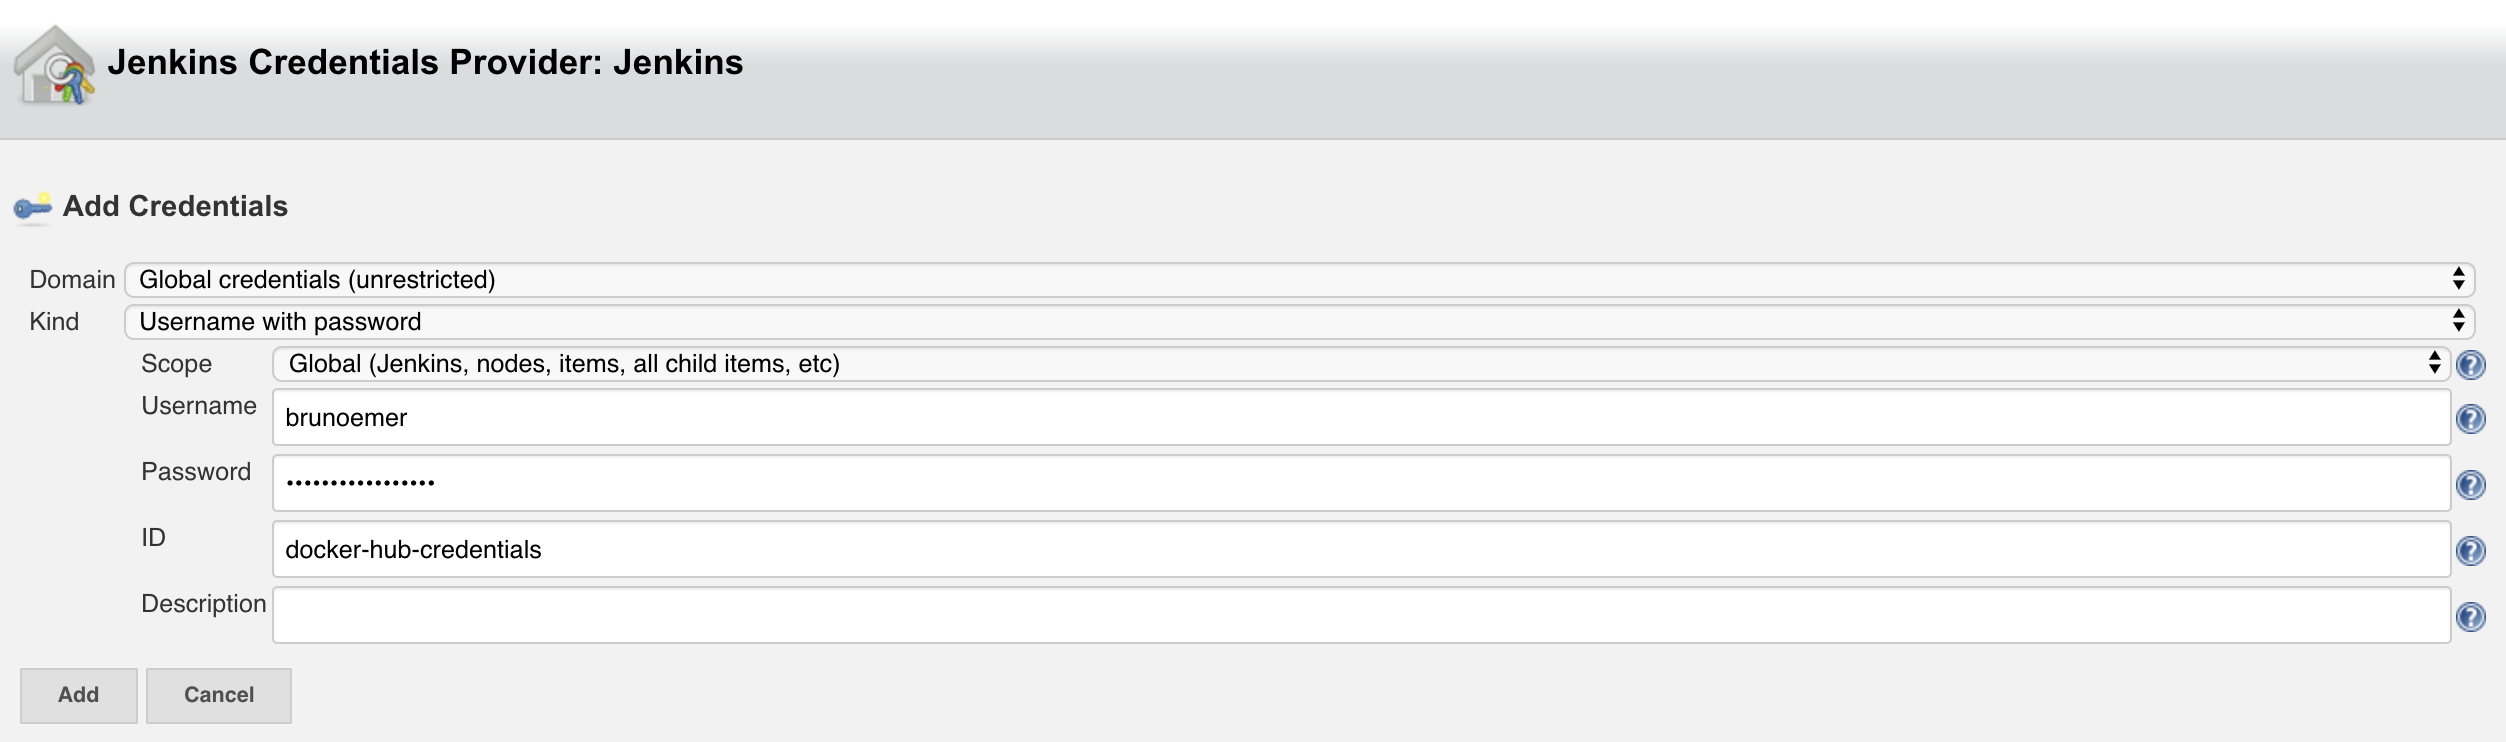 Jenkins Credentials Provider: Jenkins
Add Credentials
Domain Global credentials (unrestricted)
Kind Username with password
Scope Global (Jenkins, nodes, items, all child items, etc)
Username brunoemer
Password •••••••••••••••••
ID docker-hub-credentials
Description
Add Cancel